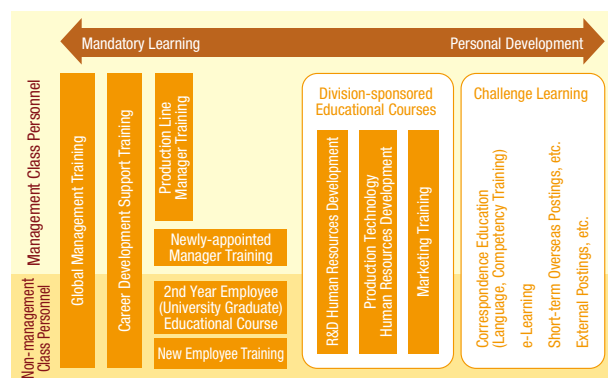 Mandatory Learning
Personal Development
Management Class Personnel
Non-management
Class Personnel
Global Management Training
Career Development Support Training
Production Line
Manager Training
Newly-appointed
Manager Training
2nd Year Employee
(University Graduate)
Educational Course
New Employee Training
Division-sponsored
Educational Courses
R&D Human Resources Development
Production Technology
Human Resources Development
Marketing Training
Challenge Learning
Correspondence Education
(Language, Competency Training)
e-Learning
Short-term Overseas Postings, etc.
External Postings, etc.